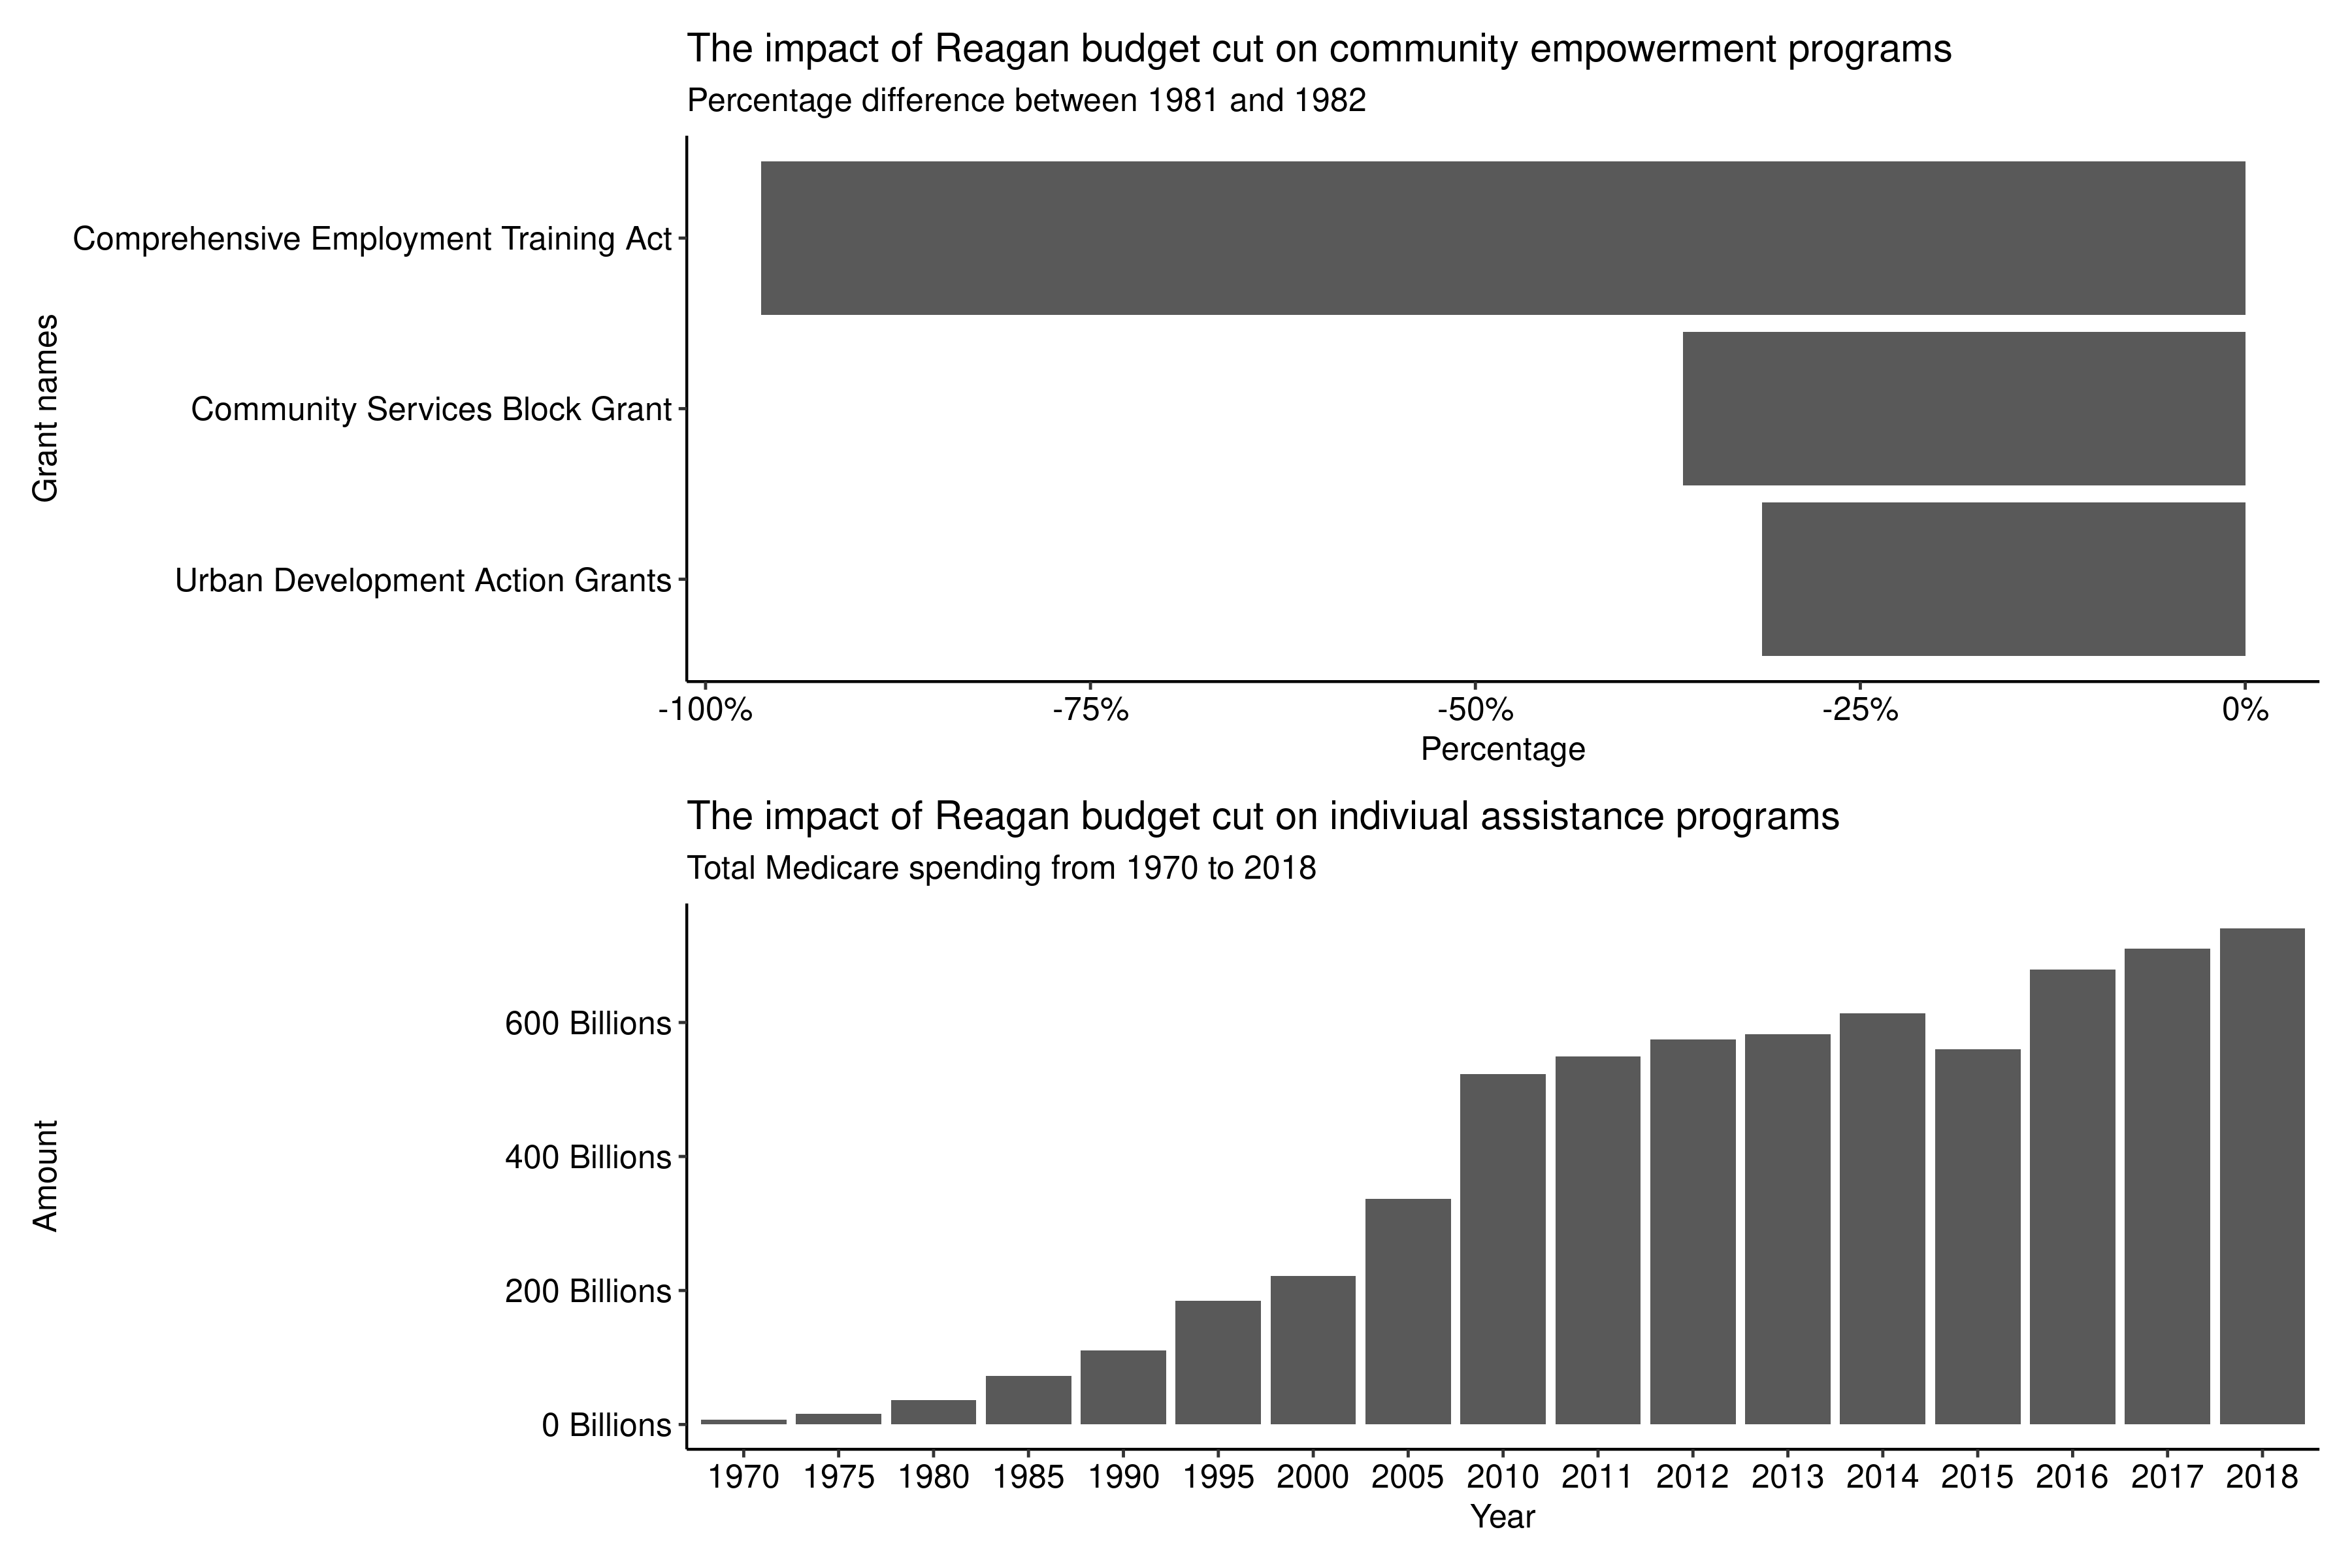 The impact of Reagan budget cut on community empowerment programs
Percentage difference between 1981 and 1982
Grant names
Comprehensive Employment Training Act
Community Services Block Grant
Urban Development Action Grants
-100% -75% -50% -25% 0%
Percentage
The impact of Reagan budget cut on indiviual assistance programs
Total Medicare spending from 1970 to 2018
Amount
600 Billions
400 Billions
200 Billions
0 Billions
1970 1975 1980 1985 1990 1995 2000 2005 2010 2011 2012 2013 2014 2015 2016 2017 2018
Year